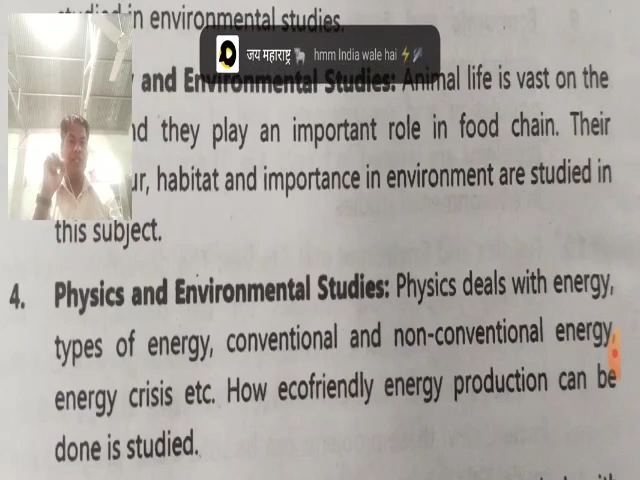 studied in environmental studies.
जय महाराष्ट्र hmm India wale hai
and Environmental Studies: Animal life is vast on the
they play an important role in food chain. Their
habitat and importance in environment are studied in
this subject.
4. Physics and Environmental Studies: Physics deals with energy,
types of energy, conventional and non-conventional energy,
energy crisis etc. How ecofriendly energy production can be
done is studied.